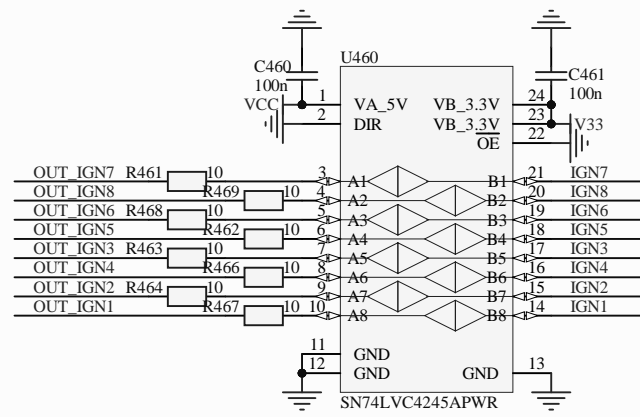 U460
C460
100n
C461
100n
VCC
1 VA_5V VB_3.3V 24
2 DIR VB_3.3V 23 V33
OE 22
OUT_IGN7 R461 10 3 A1 B1 21 IGN7
OUT_IGN8 R469 10 4 A2 B2 20 IGN8
OUT_IGN6 R468 10 5 A3 B3 19 IGN6
OUT_IGN5 R462 10 6 A4 B4 18 IGN5
OUT_IGN3 R463 10 7 A5 B5 17 IGN3
OUT_IGN4 R466 10 8 A6 B6 16 IGN4
OUT_IGN2 R464 10 9 A7 B7 15 IGN2
OUT_IGN1 R467 10 10 A8 B8 14 IGN1
11 GND
12 GND GND 13
SN74LVC4245APWR